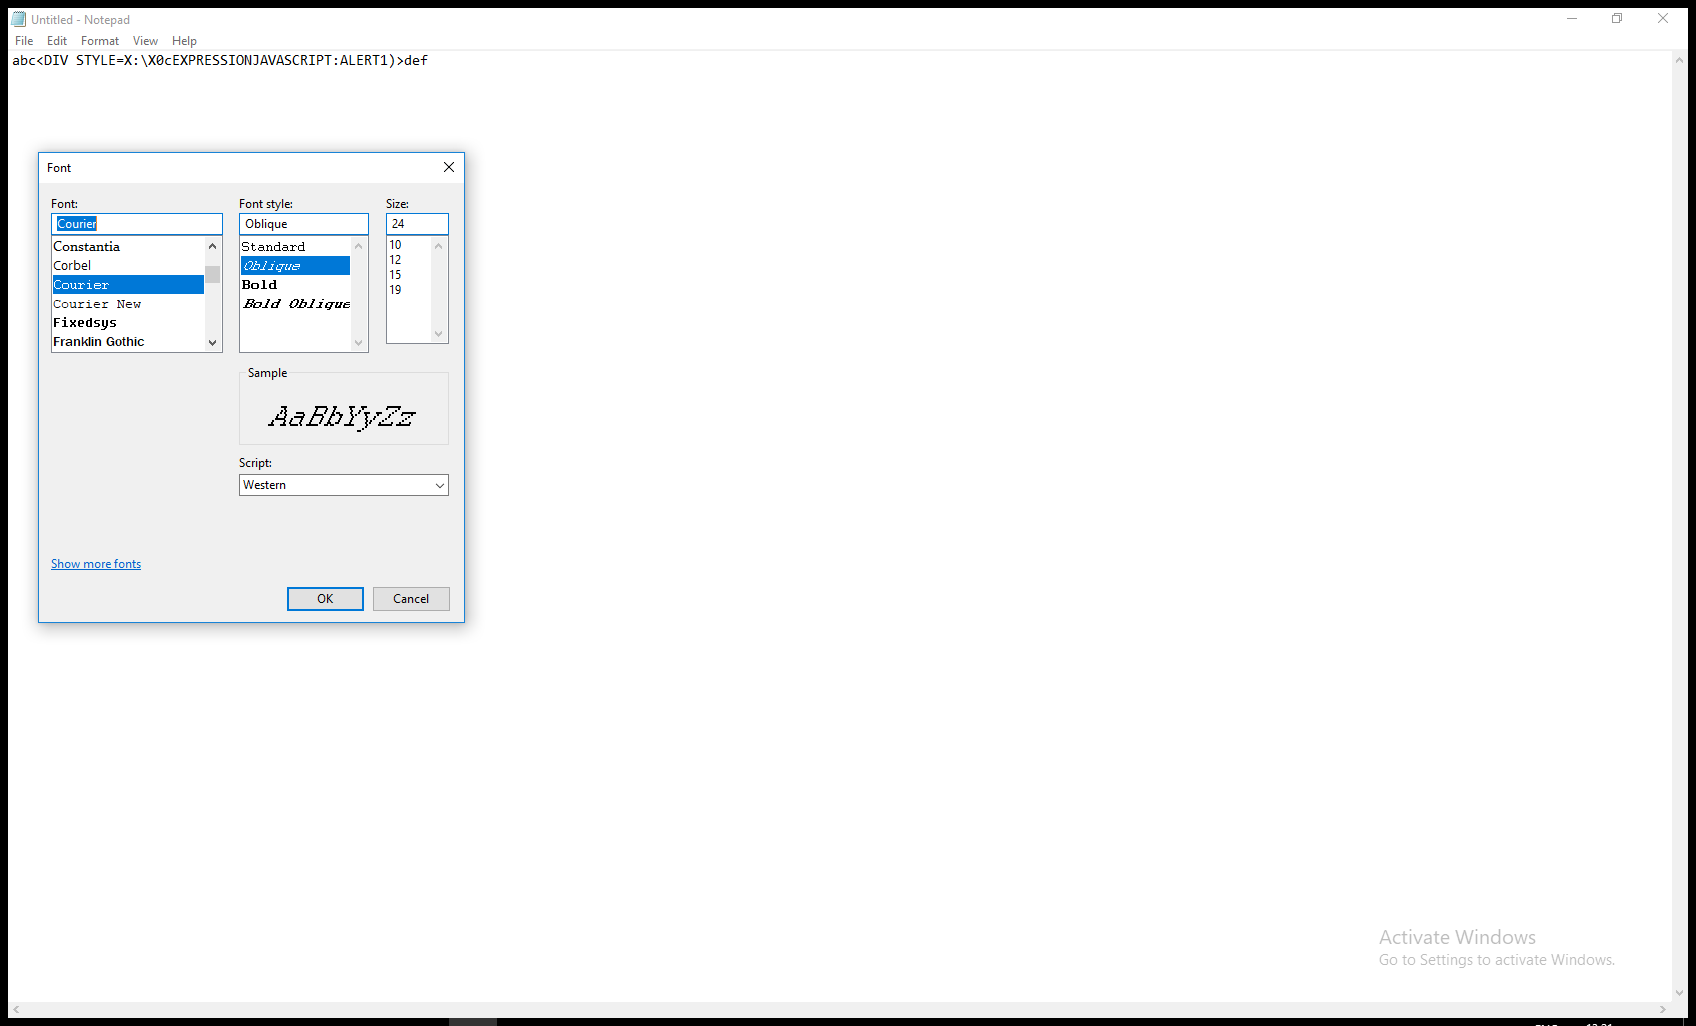 Untitled - Notepad
File Edit Format View Help
abc<DIV STYLE=X:\X0cEXPRESSIONJAVASCRIPT:ALERT1)>def
Font
Font:
Courier
Constantia
Corbel
Courier
Courier New
Fixedsys
Franklin Gothic
Font style:
Oblique
Standard
Oblique
Bold
Bold Oblique
Size:
24
10
12
15
19
Sample
AaBbYyZz
Script:
Western
Show more fonts
OK
Cancel
Activate Windows
Go to Settings to activate Windows.